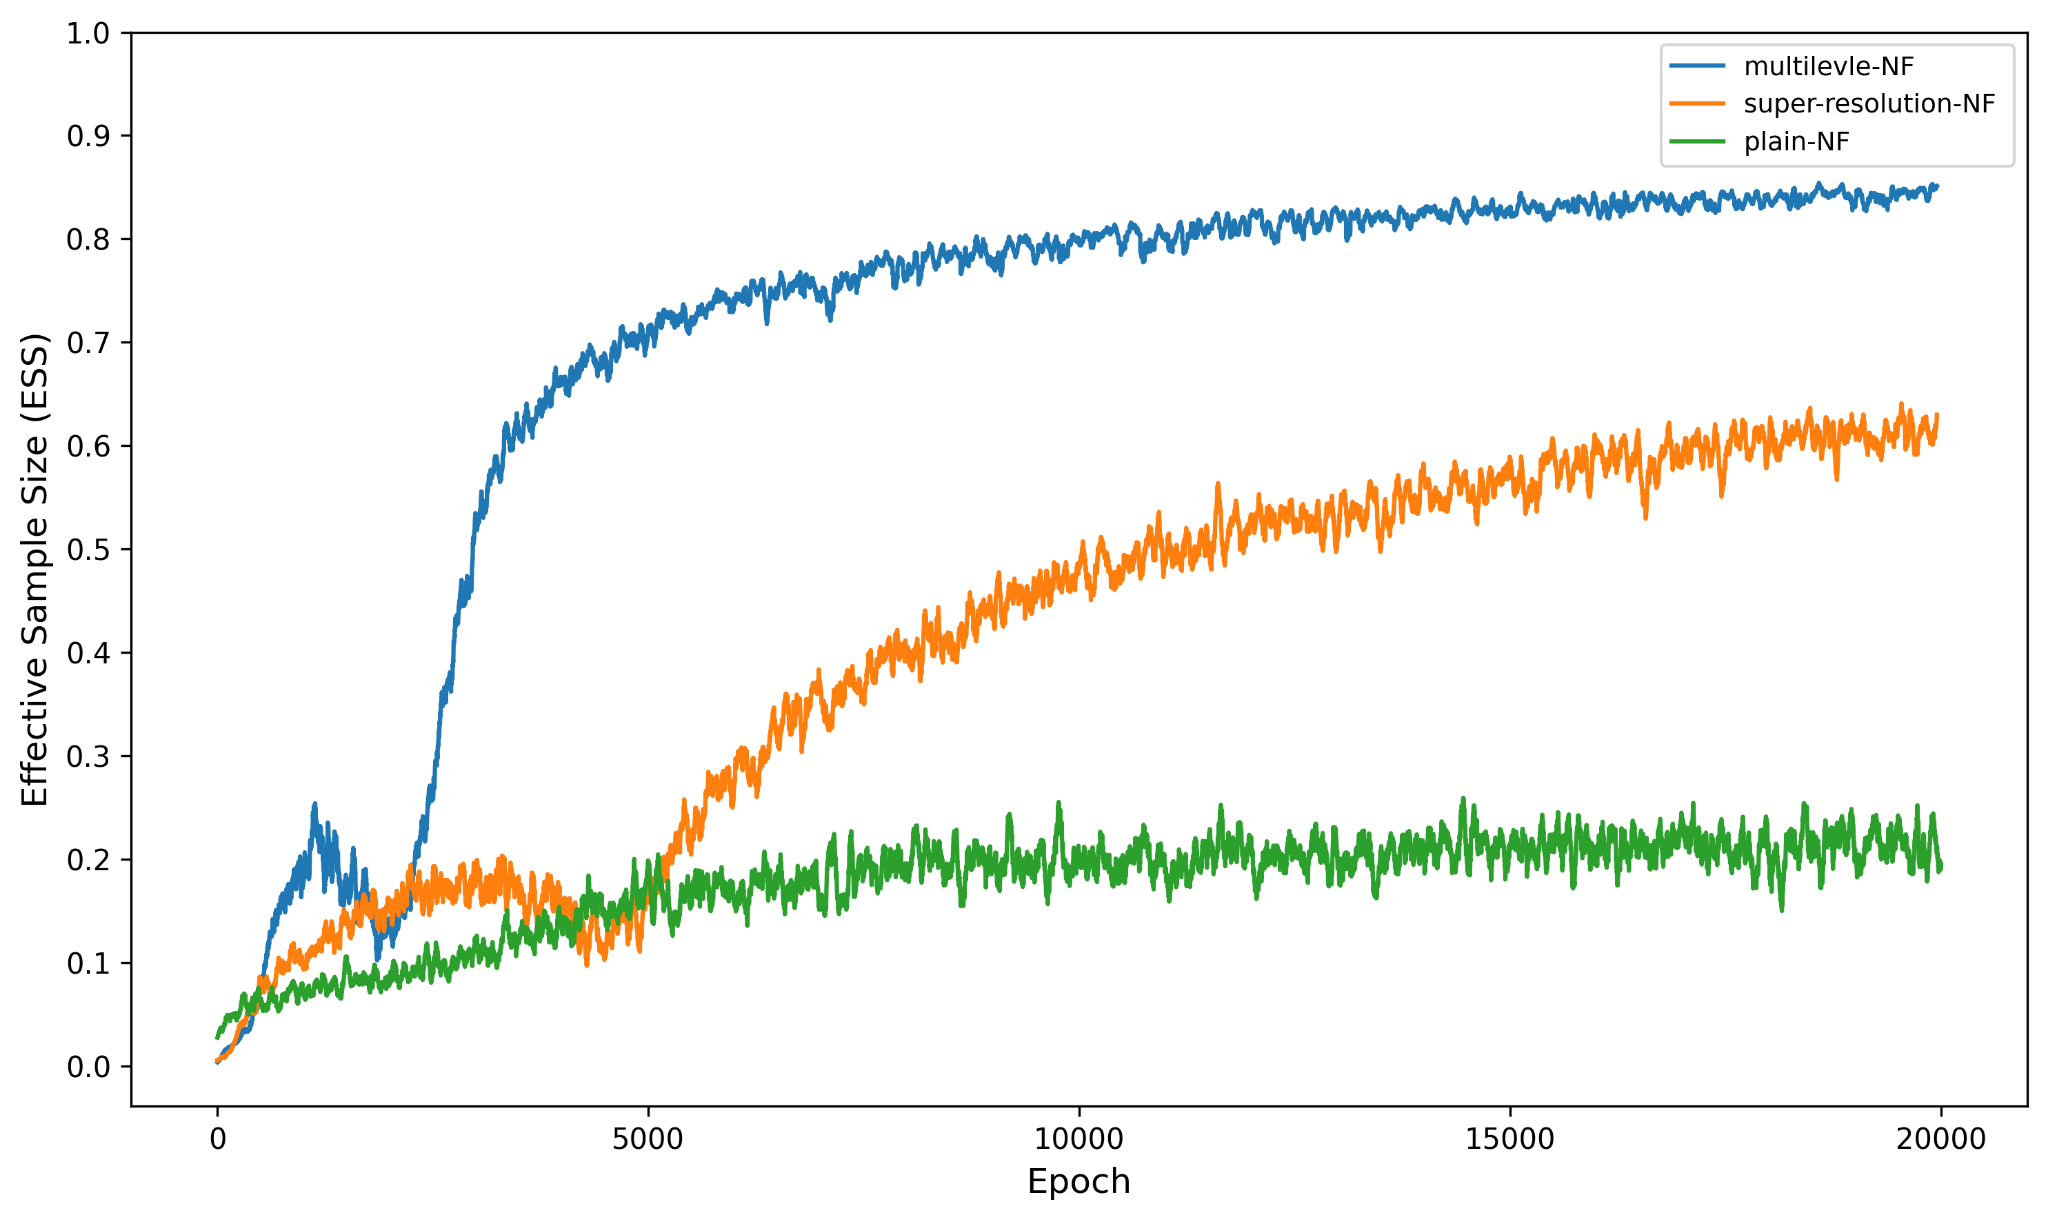 1.0
0.9
0.8
0.7
0.6
0.5
0.4
0.3
0.2
0.1
0.0
Effective Sample Size (ESS)
multilevle-NF
super-resolution-NF
plain-NF
0 5000 10000 15000 20000
Epoch